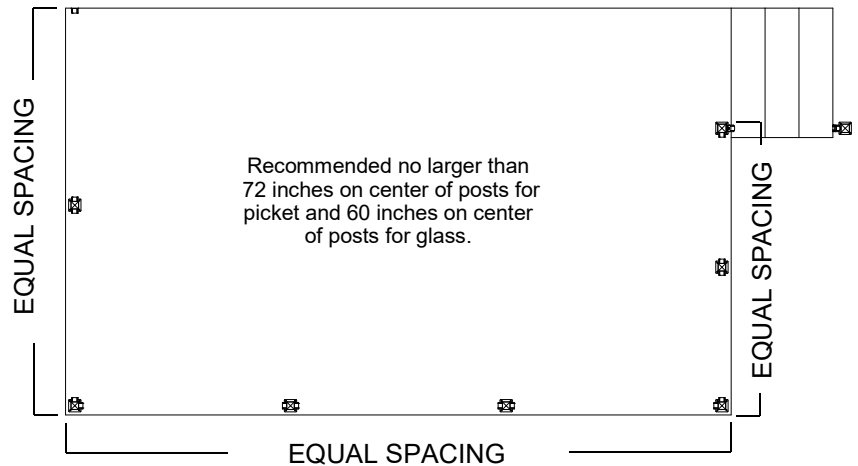 EQUAL SPACING
Recommended no larger than
72 inches on center of posts for
picket and 60 inches on center
of posts for glass.
EQUAL SPACING
EQUAL SPACING